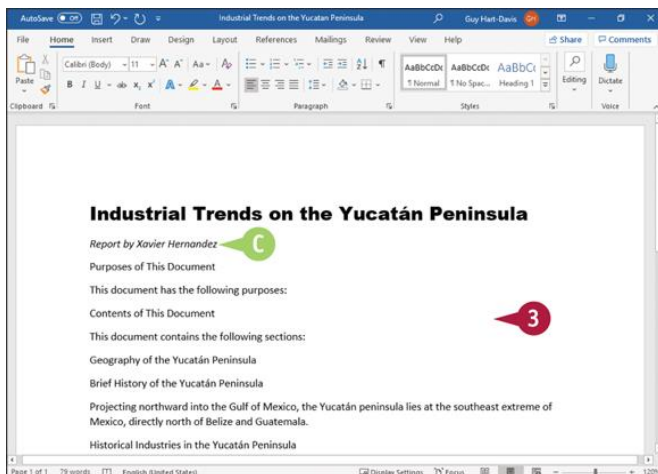 AutoSave Off Industrial Trends on the Yucatan Peninsula Guy Hart-Davis GH
File Home Insert Draw Design Layout References Mailings Review View Help Share Comments
Calibri (Body) 11 A A Aa A AaBbCcDc AaBbCcDc AaBbCc
Paste B I U ab x₂ x² A A ¶ Normal ¶ No Spac... Heading 1 Editing Dictate
Clipboard Font Paragraph Styles Voice
Industrial Trends on the Yucatán Peninsula
Report by Xavier Hernandez C
Purposes of This Document
This document has the following purposes:
Contents of This Document
This document contains the following sections: 3
Geography of the Yucatán Peninsula
Brief History of the Yucatán Peninsula
Projecting northward into the Gulf of Mexico, the Yucatán peninsula lies at the southeast extreme of
Mexico, directly north of Belize and Guatemala.
Historical Industries in the Yucatán Peninsula
Page 1 of 1 79 words English (United States) Display Settings Focus 120%